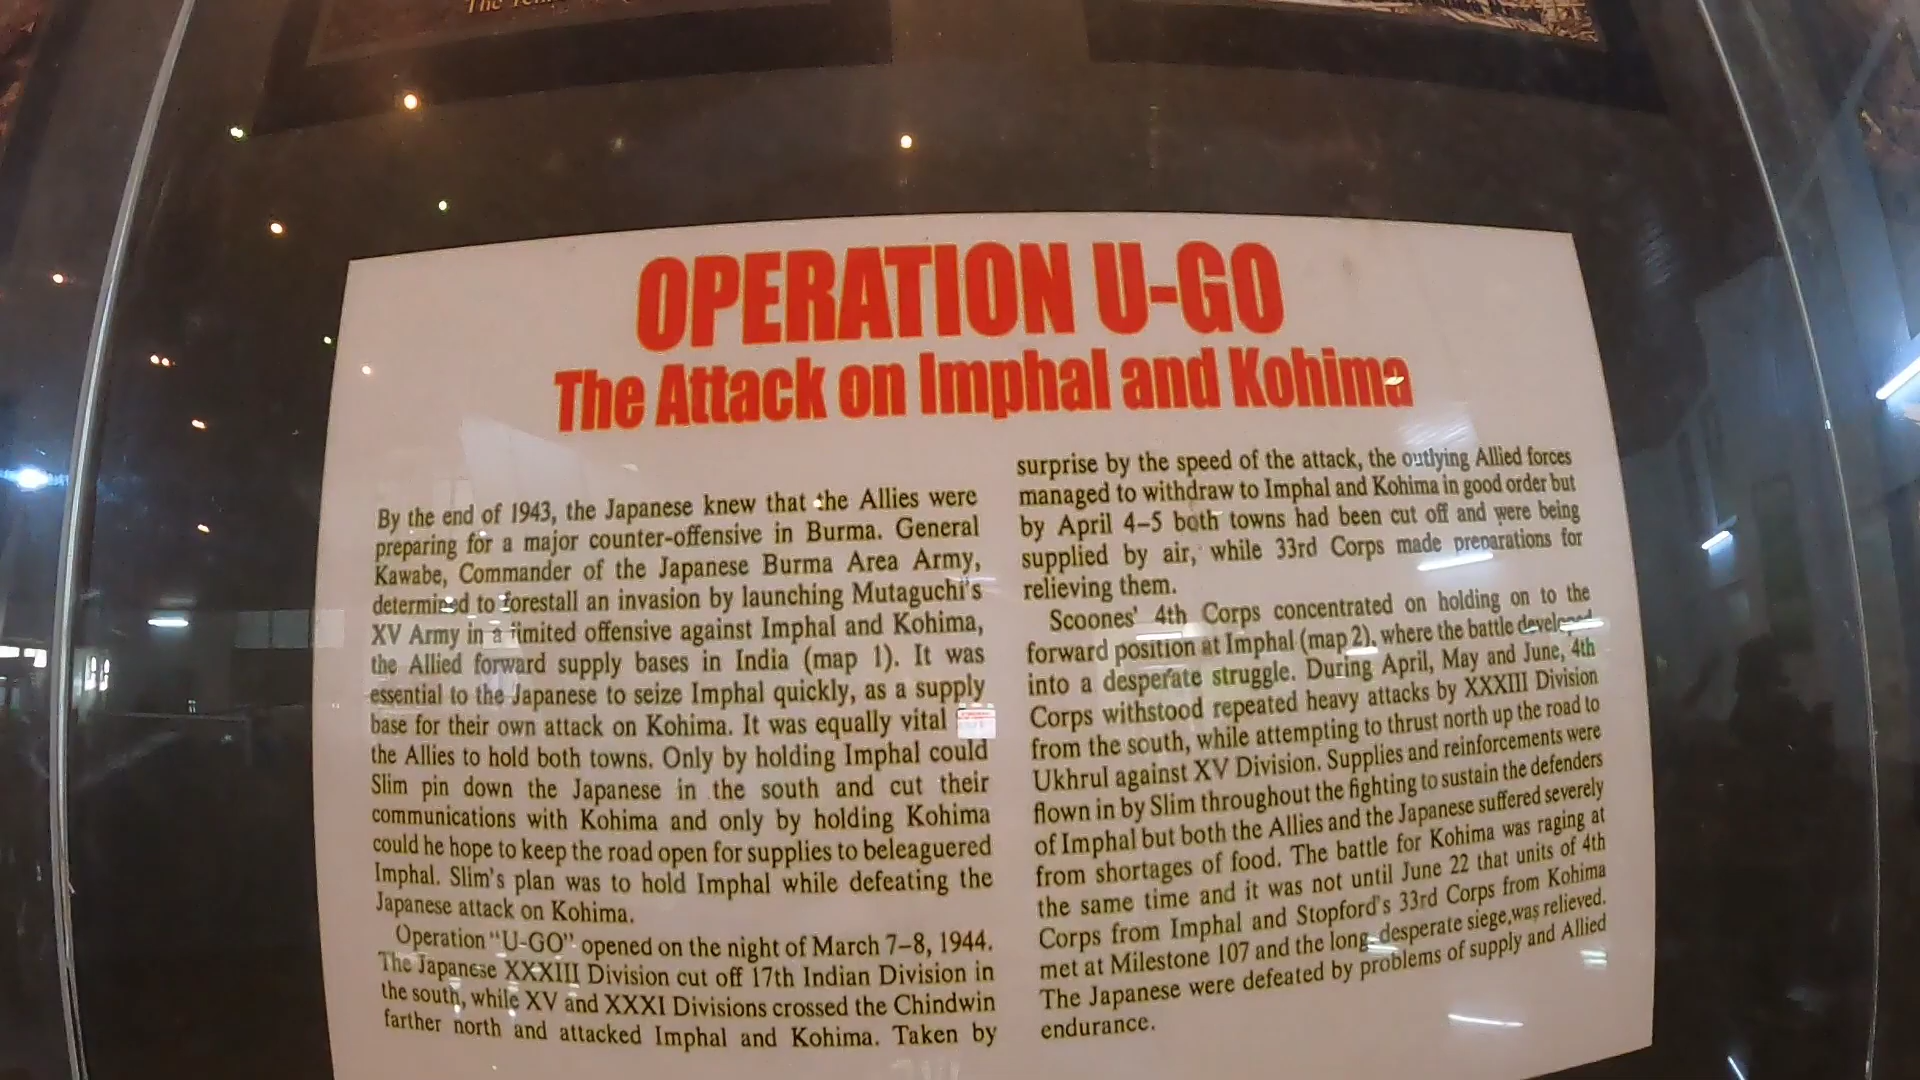 The
OPERATION U-GO
The Attack on Imphal and Kohima
By the end of 1943, the Japanese knew that the Allies were
preparing for a major counter-offensive in Burma. General
Kawabe, Commander of the Japanese Burma Area Army,
determined to forestall an invasion by launching Mutaguchi's
XV Army in a limited offensive against Imphal and Kohima,
the Allied forward supply bases in India (map 1). It was
essential to the Japanese to seize Imphal quickly, as a supply
base for their own attack on Kohima. It was equally vital
the Allies to hold both towns. Only by holding Imphal could
Slim pin down the Japanese in the south and cut their
communications with Kohima and only by holding Kohima
could he hope to keep the road open for supplies to beleaguered
Imphal. Slim's plan was to hold Imphal while defeating the
Japanese attack on Kohima.
Operation "U-GO" opened on the night of March 7–8, 1944.
The Japanese XXXIII Division cut off 17th Indian Division in
the south, while XV and XXXI Divisions crossed the Chindwin
farther north and attacked Imphal and Kohima. Taken by
surprise by the speed of the attack, the outlying Allied forces
managed to withdraw to Imphal and Kohima in good order but
by April 4–5 both towns had been cut off and were being
supplied by air, while 33rd Corps made preparations for
relieving them.
Scoones' 4th Corps concentrated on holding on to the
forward position at Imphal (map 2), where the battle developed
into a desperate struggle. During April, May and June, 4th
Corps withstood repeated heavy attacks by XXXIII Division
from the south, while attempting to thrust north up the road to
Ukhrul against XV Division. Supplies and reinforcements were
flown in by Slim throughout the fighting to sustain the defenders
of Imphal but both the Allies and the Japanese suffered severely
from shortages of food. The battle for Kohima was raging at
the same time and it was not until June 22 that units of 4th
Corps from Imphal and Stopford's 33rd Corps from Kohima
met at Milestone 107 and the long, desperate siege, was relieved.
The Japanese were defeated by problems of supply and Allied
endurance.